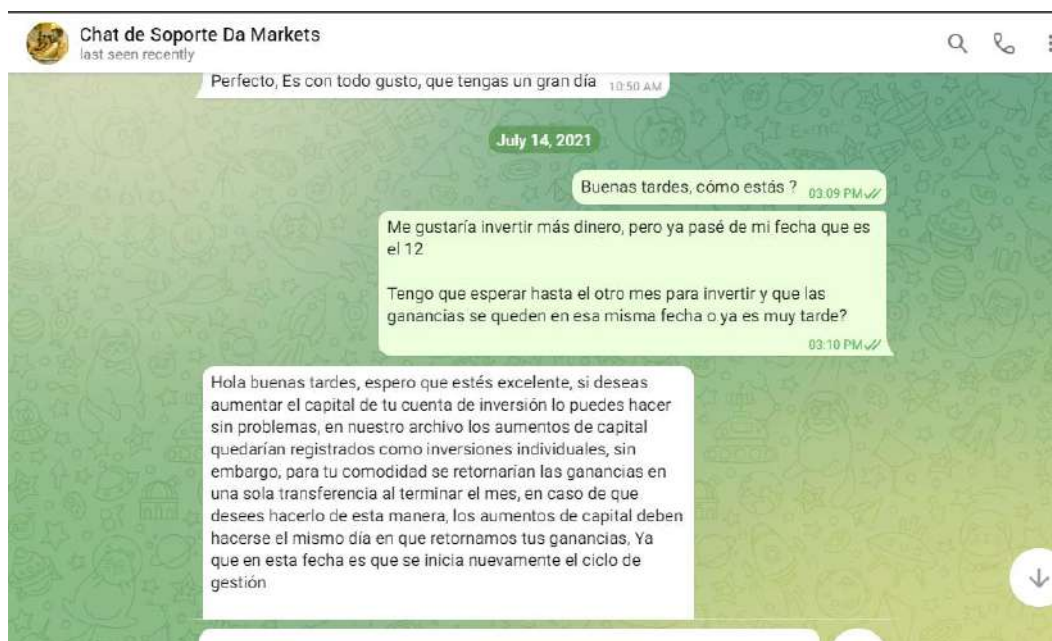 Chat de Soporte Da Markets
last seen recently
Perfecto, Es con todo gusto, que tengas un gran día 10:50 AM
July 14, 2021
Buenas tardes, cómo estás ? 03:09 PM
Me gustaría invertir más dinero, pero ya pasé de mi fecha que es
el 12
Tengo que esperar hasta el otro mes para invertir y que las
ganancias se queden en esa misma fecha o ya es muy tarde?
03:10 PM
Hola buenas tardes, espero que estés excelente, si deseas
aumentar el capital de tu cuenta de inversión lo puedes hacer
sin problemas, en nuestro archivo los aumentos de capital
quedarían registrados como inversiones individuales, sin
embargo, para tu comodidad se retornarían las ganancias en
una sola transferencia al terminar el mes, en caso de que
desees hacerlo de esta manera, los aumentos de capital deben
hacerse el mismo día en que retornamos tus ganancias, Ya
que en esta fecha es que se inicia nuevamente el ciclo de
gestión